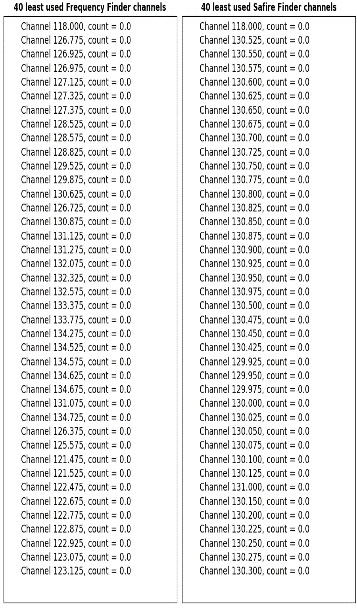 40 least used Frequency Finder channels
Channel 118.000, count = 0.0
Channel 126.775, count = 0.0
Channel 126.925, count = 0.0
Channel 126.975, count = 0.0
Channel 127.125, count = 0.0
Channel 127.325, count = 0.0
Channel 127.375, count = 0.0
Channel 128.525, count = 0.0
Channel 128.575, count = 0.0
Channel 128.825, count = 0.0
Channel 129.525, count = 0.0
Channel 129.875, count = 0.0
Channel 130.625, count = 0.0
Channel 126.725, count = 0.0
Channel 130.875, count = 0.0
Channel 131.125, count = 0.0
Channel 131.275, count = 0.0
Channel 132.075, count = 0.0
Channel 132.325, count = 0.0
Channel 132.575, count = 0.0
Channel 133.375, count = 0.0
Channel 133.775, count = 0.0
Channel 134.275, count = 0.0
Channel 134.525, count = 0.0
Channel 134.575, count = 0.0
Channel 134.625, count = 0.0
Channel 134.675, count = 0.0
Channel 131.075, count = 0.0
Channel 134.725, count = 0.0
Channel 126.375, count = 0.0
Channel 125.575, count = 0.0
Channel 121.475, count = 0.0
Channel 121.525, count = 0.0
Channel 122.475, count = 0.0
Channel 122.675, count = 0.0
Channel 122.775, count = 0.0
Channel 122.875, count = 0.0
Channel 122.925, count = 0.0
Channel 123.075, count = 0.0
Channel 123.125, count = 0.0
40 least used Safire Finder channels
Channel 118.000, count = 0.0
Channel 130.525, count = 0.0
Channel 130.550, count = 0.0
Channel 130.575, count = 0.0
Channel 130.600, count = 0.0
Channel 130.625, count = 0.0
Channel 130.650, count = 0.0
Channel 130.675, count = 0.0
Channel 130.700, count = 0.0
Channel 130.725, count = 0.0
Channel 130.750, count = 0.0
Channel 130.775, count = 0.0
Channel 130.800, count = 0.0
Channel 130.825, count = 0.0
Channel 130.850, count = 0.0
Channel 130.875, count = 0.0
Channel 130.900, count = 0.0
Channel 130.925, count = 0.0
Channel 130.950, count = 0.0
Channel 130.975, count = 0.0
Channel 130.500, count = 0.0
Channel 130.475, count = 0.0
Channel 130.450, count = 0.0
Channel 130.425, count = 0.0
Channel 129.925, count = 0.0
Channel 129.950, count = 0.0
Channel 129.975, count = 0.0
Channel 130.000, count = 0.0
Channel 130.025, count = 0.0
Channel 130.050, count = 0.0
Channel 130.075, count = 0.0
Channel 130.100, count = 0.0
Channel 130.125, count = 0.0
Channel 131.000, count = 0.0
Channel 130.150, count = 0.0
Channel 130.200, count = 0.0
Channel 130.225, count = 0.0
Channel 130.250, count = 0.0
Channel 130.275, count = 0.0
Channel 130.300, count = 0.0